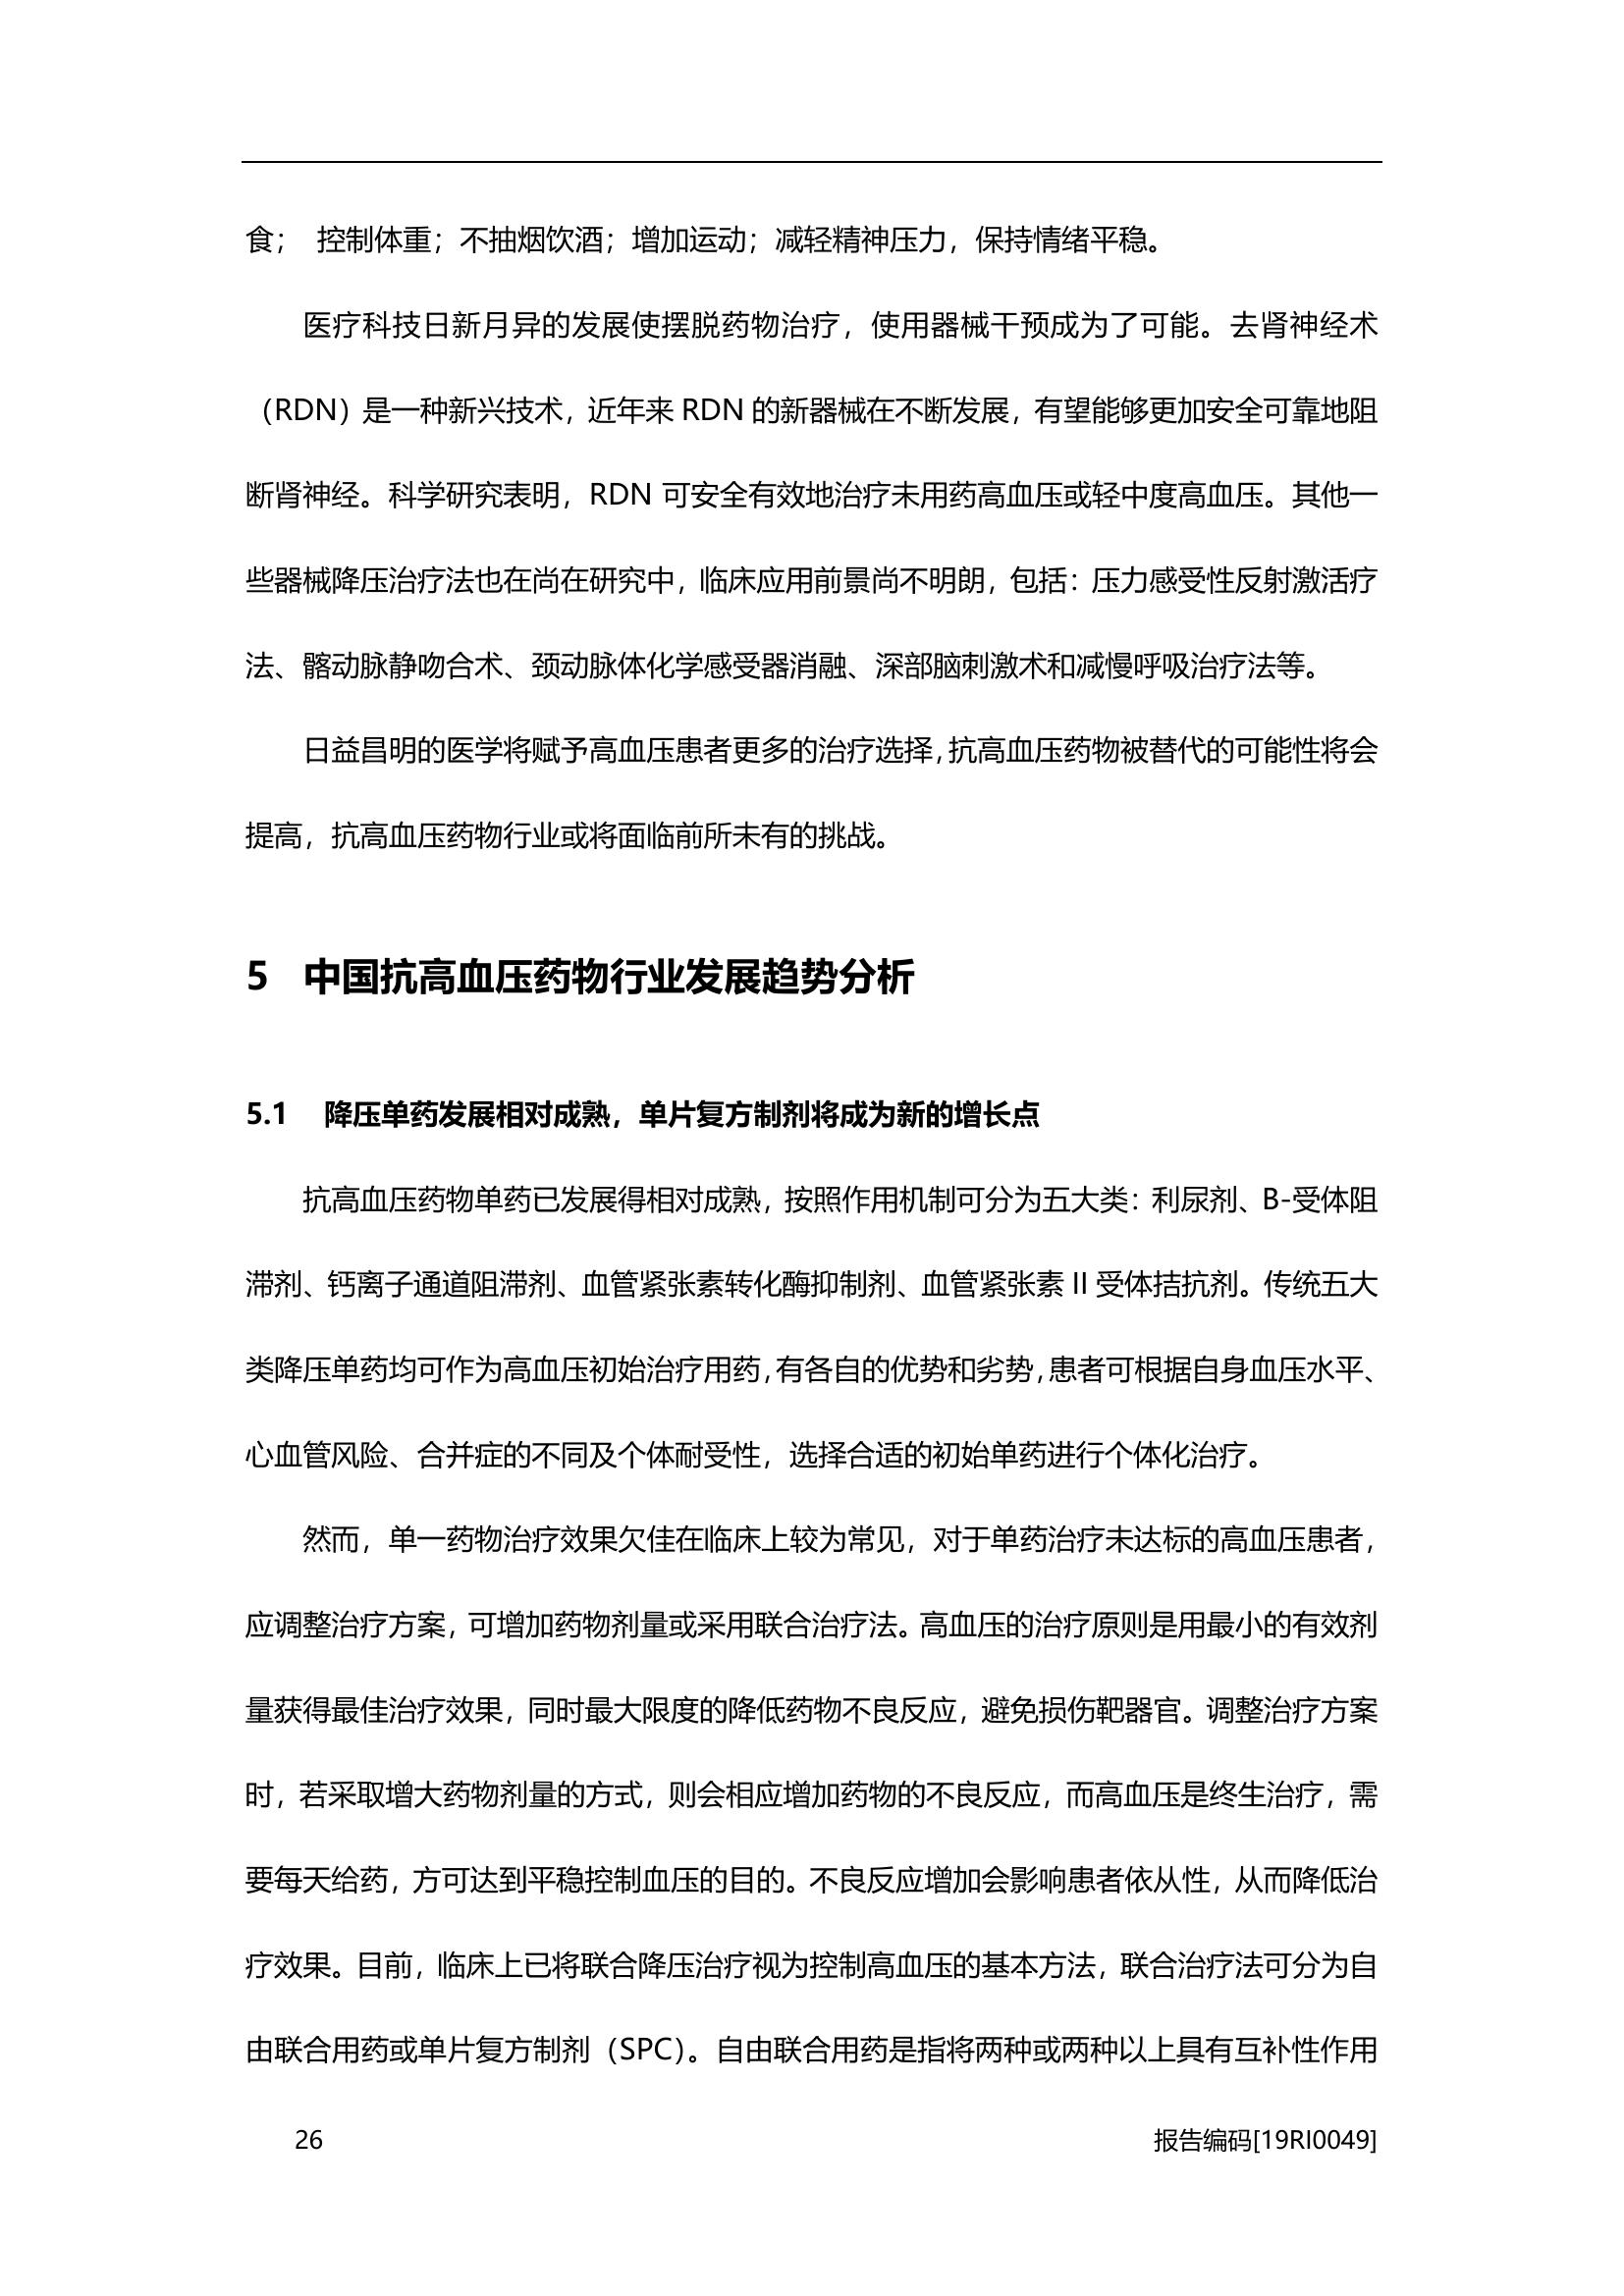 食； 控制体重；不抽烟饮酒；增加运动；减轻精神压力，保持情绪平稳。
医疗科技日新月异的发展使摆脱药物治疗，使用器械干预成为了可能。去肾神经术
（RDN）是一种新兴技术，近年来 RDN 的新器械在不断发展，有望能够更加安全可靠地阻
断肾神经。科学研究表明，RDN 可安全有效地治疗未用药高血压或轻中度高血压。其他一
些器械降压治疗法也在尚在研究中，临床应用前景尚不明朗，包括：压力感受性反射激活疗
法、髂动脉静吻合术、颈动脉体化学感受器消融、深部脑刺激术和减慢呼吸治疗法等。
日益昌明的医学将赋予高血压患者更多的治疗选择，抗高血压药物被替代的可能性将会
提高，抗高血压药物行业或将面临前所未有的挑战。
5 中国抗高血压药物行业发展趋势分析
5.1 降压单药发展相对成熟，单片复方制剂将成为新的增长点
抗高血压药物单药已发展得相对成熟，按照作用机制可分为五大类：利尿剂、B-受体阻
滞剂、钙离子通道阻滞剂、血管紧张素转化酶抑制剂、血管紧张素 II 受体拮抗剂。传统五大
类降压单药均可作为高血压初始治疗用药，有各自的优势和劣势，患者可根据自身血压水平、
心血管风险、合并症的不同及个体耐受性，选择合适的初始单药进行个体化治疗。
然而，单一药物治疗效果欠佳在临床上较为常见，对于单药治疗未达标的高血压患者，
应调整治疗方案，可增加药物剂量或采用联合治疗法。高血压的治疗原则是用最小的有效剂
量获得最佳治疗效果，同时最大限度的降低药物不良反应，避免损伤靶器官。调整治疗方案
时，若采取增大药物剂量的方式，则会相应增加药物的不良反应，而高血压是终生治疗，需
要每天给药，方可达到平稳控制血压的目的。不良反应增加会影响患者依从性，从而降低治
疗效果。目前，临床上已将联合降压治疗视为控制高血压的基本方法，联合治疗法可分为自
由联合用药或单片复方制剂（SPC）。自由联合用药是指将两种或两种以上具有互补性作用
26 报告编码[19RI0049]